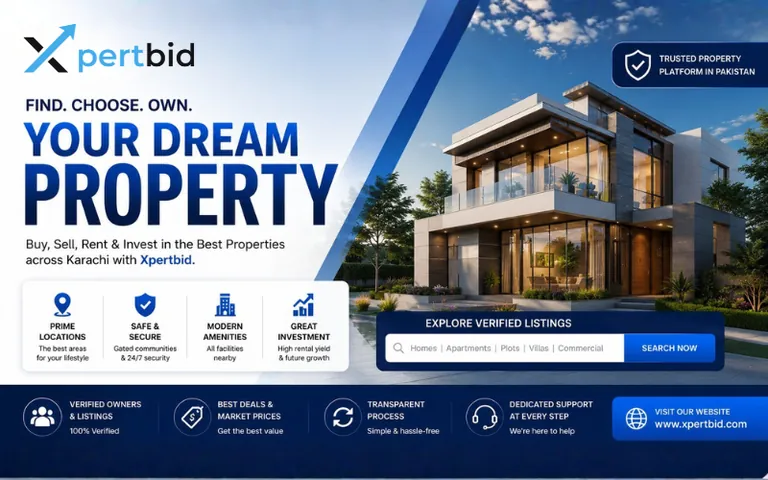 Xpertbid
TRUSTED PROPERTY
PLATFORM IN PAKISTAN
FIND. CHOOSE. OWN.
YOUR DREAM
PROPERTY
Buy, Sell, Rent & Invest in the Best Properties
across Karachi with Xpertbid.
PRIME
LOCATIONS
The best areas
for your lifestyle
SAFE &
SECURE
Gated communities
& 24/7 security
MODERN
AMENITIES
All facilities
nearby
GREAT
INVESTMENT
High rental yield
& future growth
EXPLORE VERIFIED LISTINGS
Homes | Apartments | Plots | Villas | Commercial
SEARCH NOW
VERIFIED OWNERS
& LISTINGS
100% Verified
BEST DEALS &
MARKET PRICES
Get the best value
TRANSPARENT
PROCESS
Simple & hassle-free
DEDICATED SUPPORT
AT EVERY STEP
We're here to help
VISIT OUR WEBSITE
www.xpertbid.com